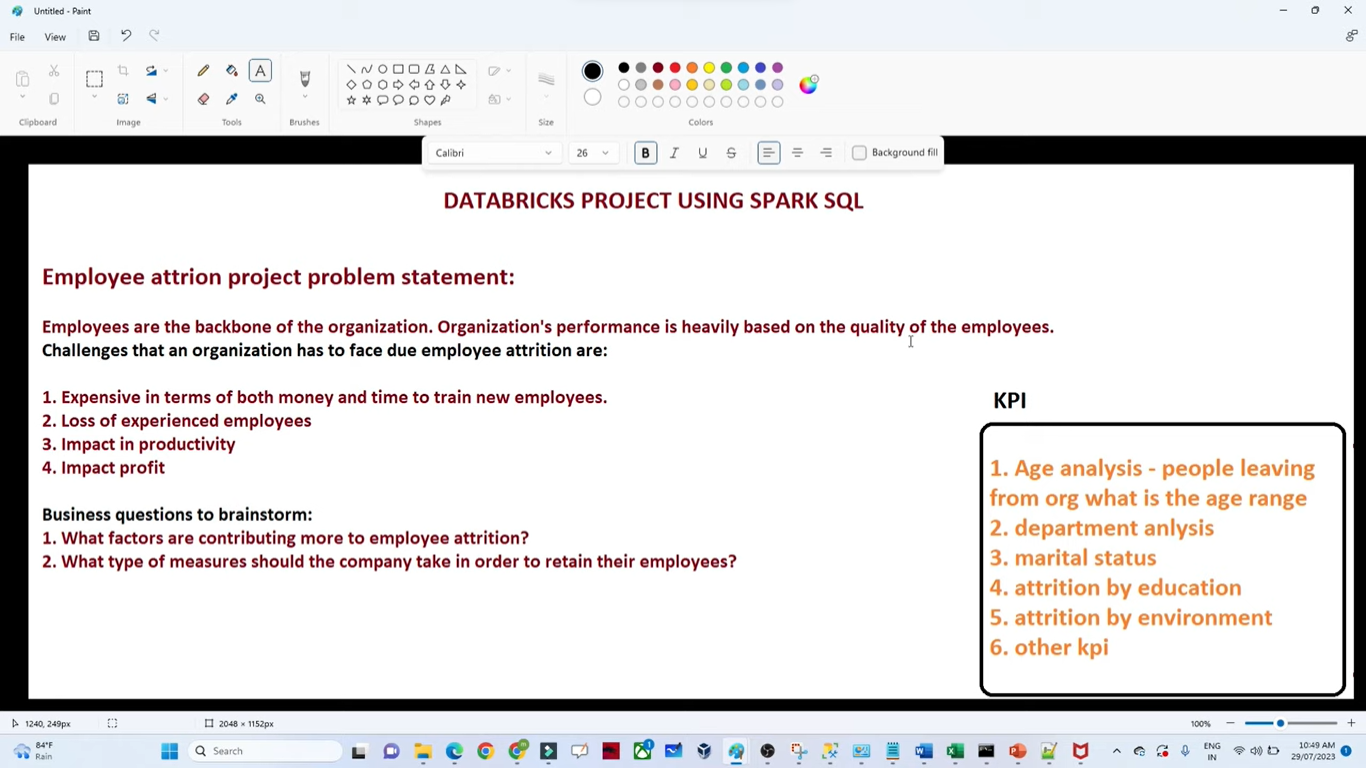 Untitled - Paint
File View
Clipboard Image Tools Brushes Shapes Size Colors
Calibri 26 B I U S Background fill
DATABRICKS PROJECT USING SPARK SQL
Employee attrion project problem statement:
Employees are the backbone of the organization. Organization's performance is heavily based on the quality of the employees.
Challenges that an organization has to face due employee attrition are:
1. Expensive in terms of both money and time to train new employees.
2. Loss of experienced employees
3. Impact in productivity
4. Impact profit
Business questions to brainstorm:
1. What factors are contributing more to employee attrition?
2. What type of measures should the company take in order to retain their employees?
KPI
1. Age analysis - people leaving
from org what is the age range
2. department anlysis
3. marital status
4. attrition by education
5. attrition by environment
6. other kpi
1240, 249px 2048 × 1152px 100%
84°F
Rain
Search
ENG
IN
10:49 AM
29/07/2023